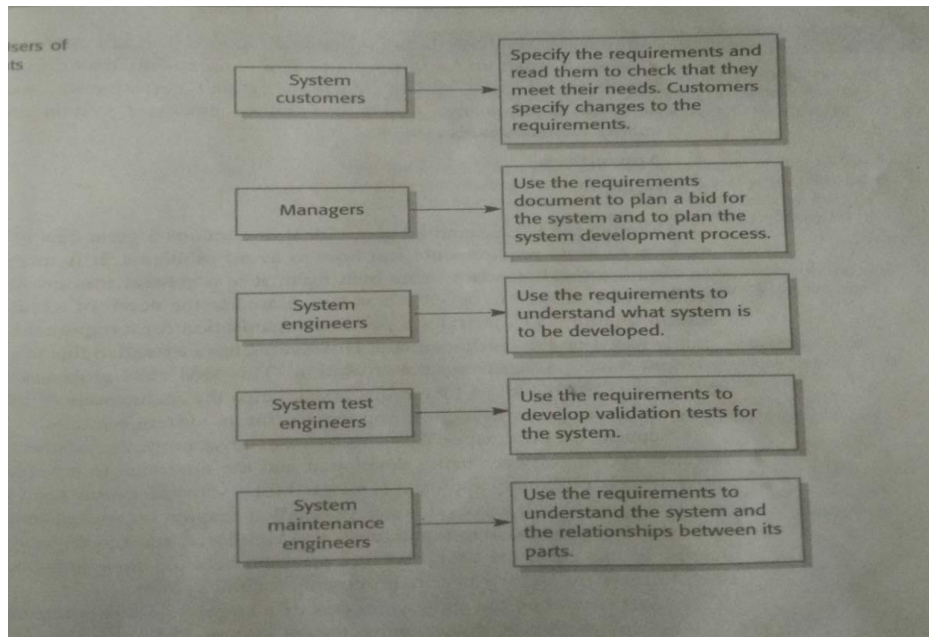 sers of
ts
System
customers
Specify the requirements and
read them to check that they
meet their needs. Customers
specify changes to the
requirements.
Managers
Use the requirements
document to plan a bid for
the system and to plan the
system development process.
System
engineers
Use the requirements to
understand what system is
to be developed.
System test
engineers
Use the requirements to
develop validation tests for
the system.
System
maintenance
engineers
Use the requirements to
understand the system and
the relationships between its
parts.